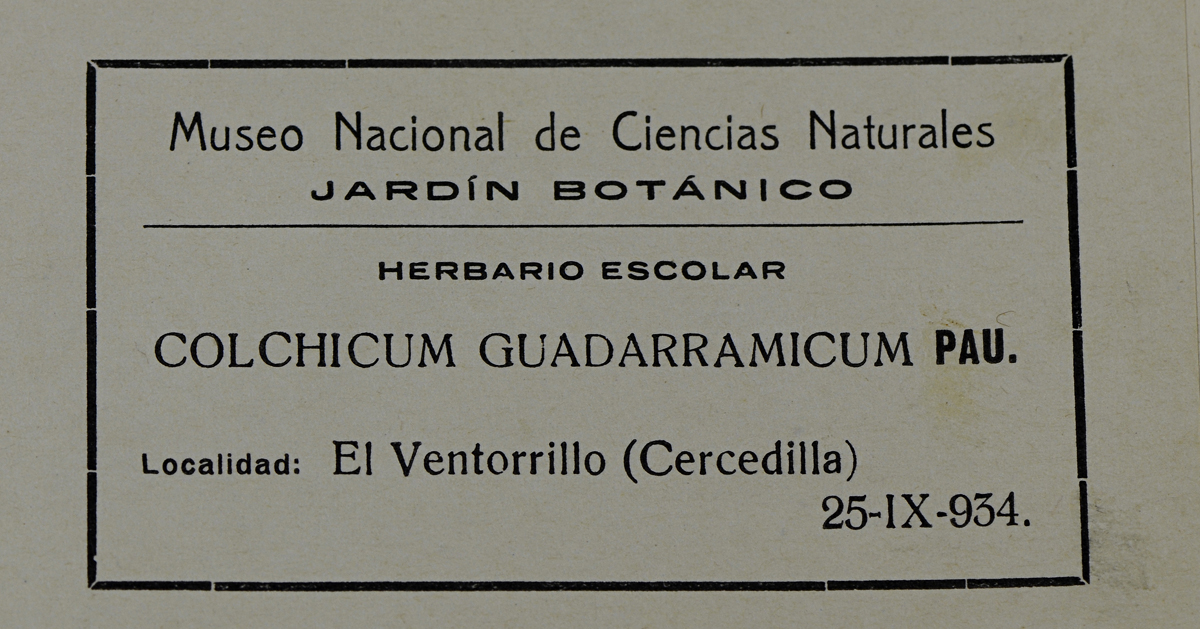 Museo Nacional de Ciencias Naturales
JARDÍN BOTÁNICO
HERBARIO ESCOLAR
COLCHICUM GUADARRAMICUM PAU.
Localidad: El Ventorrillo (Cercedilla)
25-IX-934.